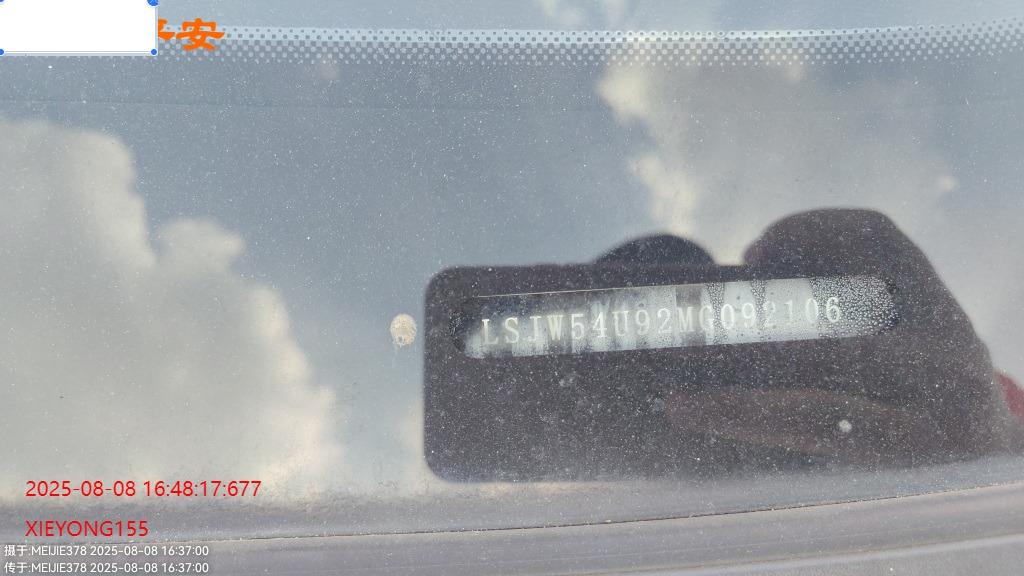 安
LSJW54U92MG092106
2025-08-08 16:48:17:677
XIEYONG155
摄于:MEIJIE378 2025-08-08 16:37:00
传于:MEIJIE378 2025-08-08 16:37:00